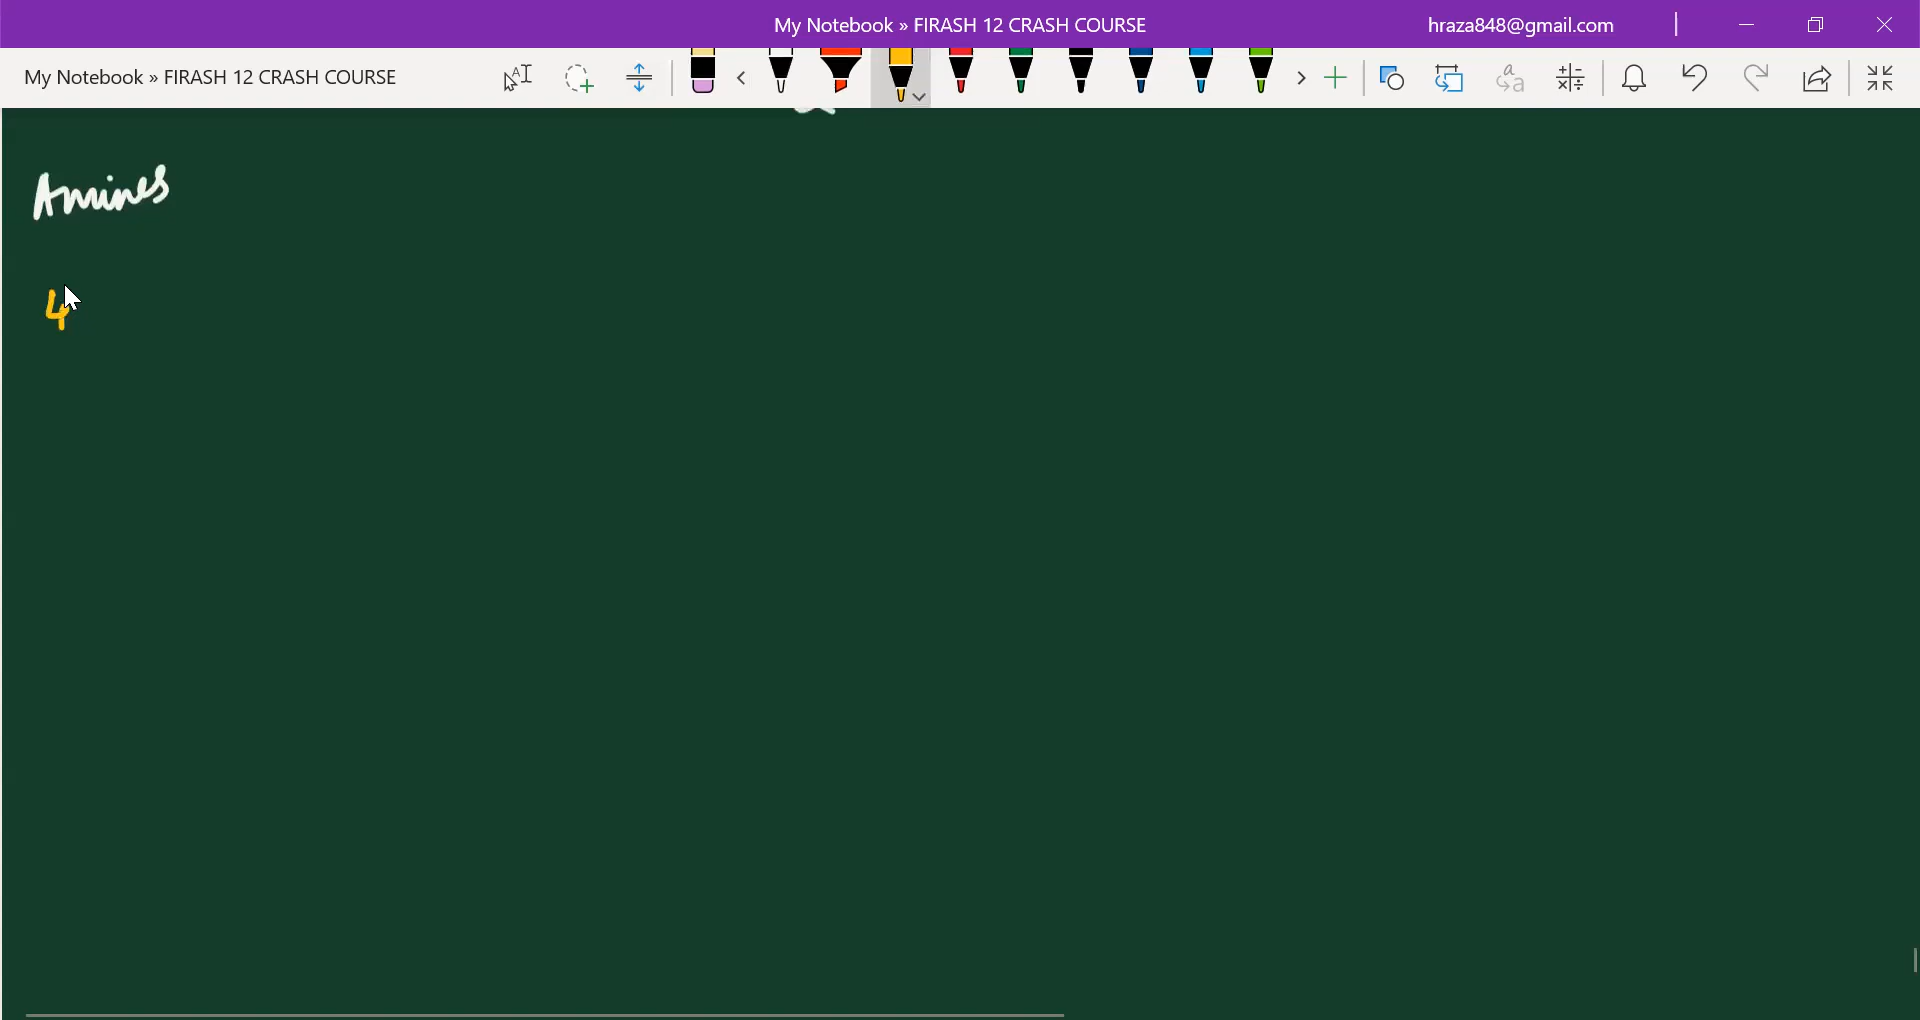 My Notebook » FIRASH 12 CRASH COURSE
hraza848@gmail.com
My Notebook » FIRASH 12 CRASH COURSE
Amines
4